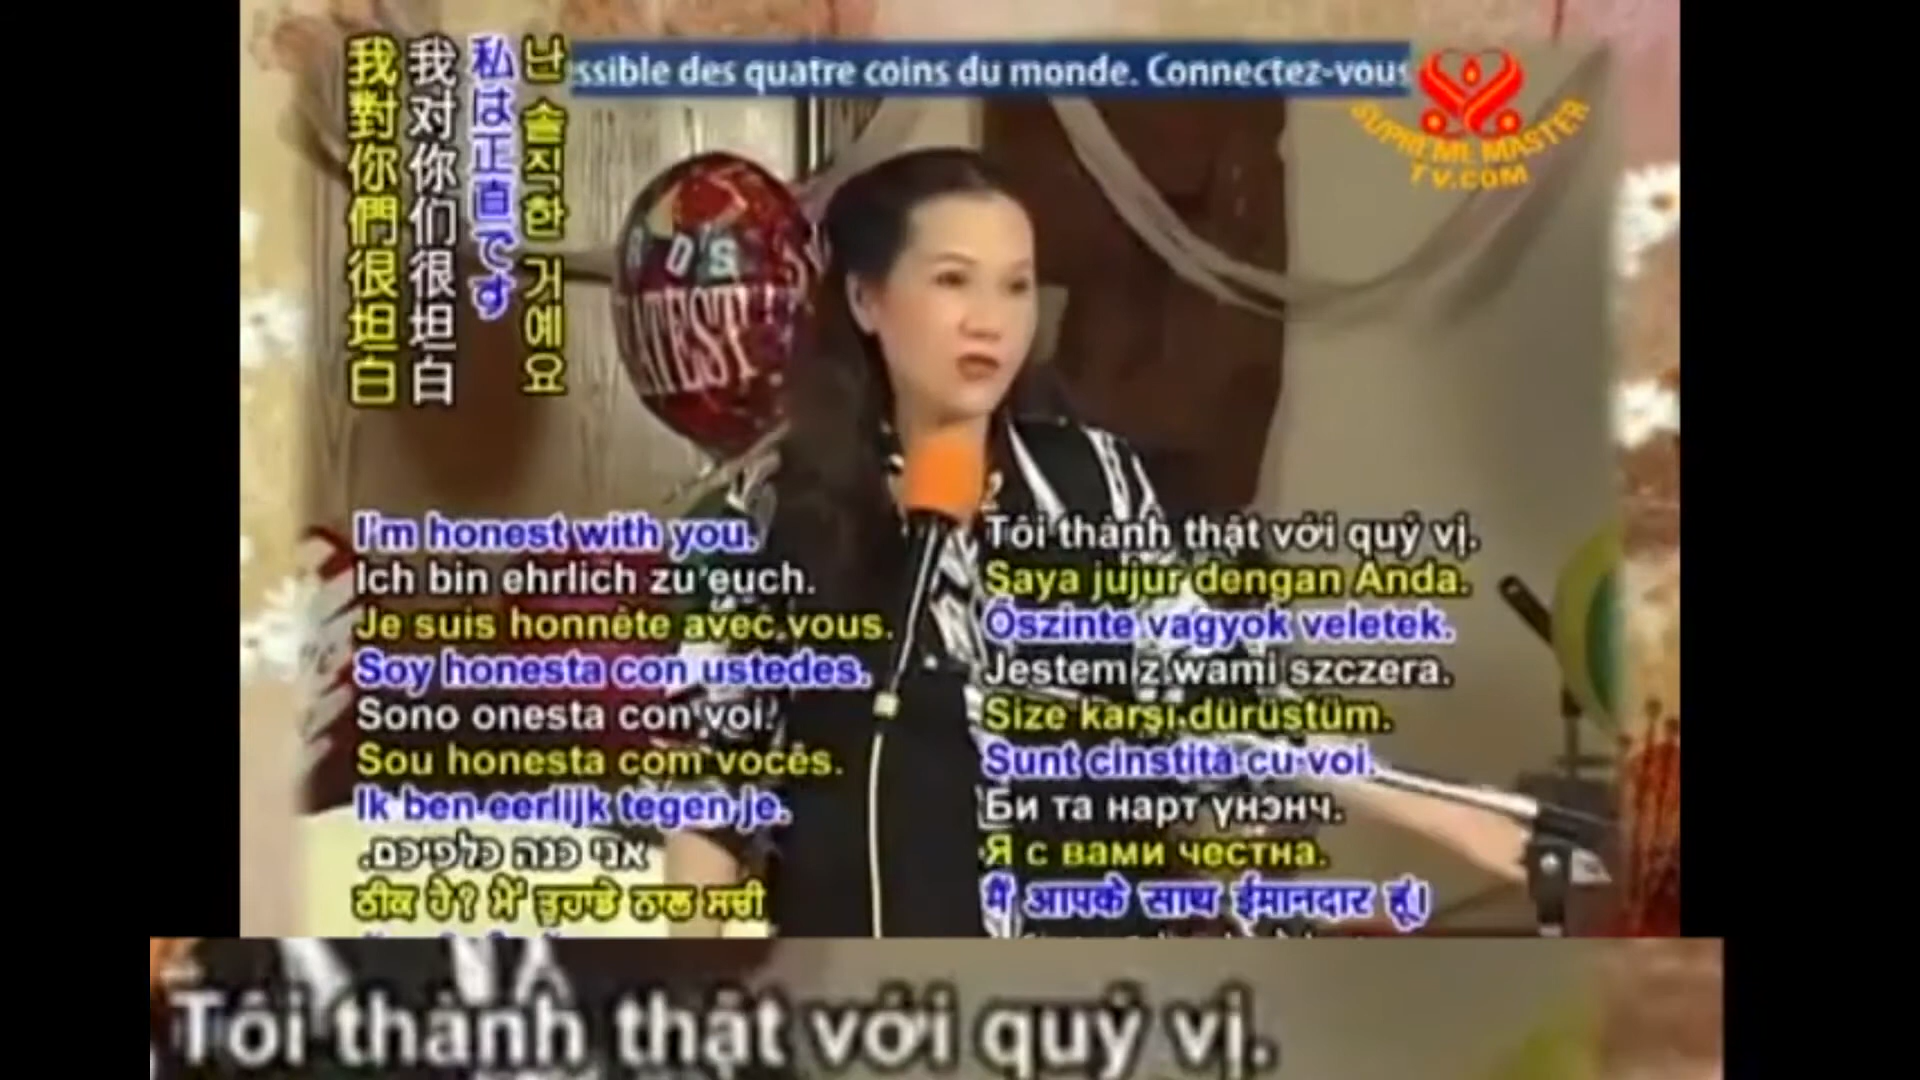 我對你們很坦白
我对你们很坦白
私は正直です
난 솔직한 거예요
ssible des quatre coins du monde. Connectez-vous
SUPREME MASTER
TV.COM
I'm honest with you.
Ich bin ehrlich zu euch.
Je suis honnête avec vous.
Soy honesta con ustedes.
Sono onesta con voi.
Sou honesta com vocês.
Ik ben eerlijk tegen je.
אני כנה כלפיכם.
ਠੀਕ ਹੈ? ਮੈਂ ਤੁਹਾਡੇ ਨਾਲ ਸਚੀ
Tôi thành thật với quý vị.
Saya jujur dengan Anda.
Őszinte vagyok veletek.
Jestem z wami szczera.
Size karşı dürüstüm.
Sunt cinstită cu voi.
Би та нарт үнэнч.
Я с вами честна.
मैं आपके साथ ईमानदार हूं।
Tôi thành thật với quý vị.